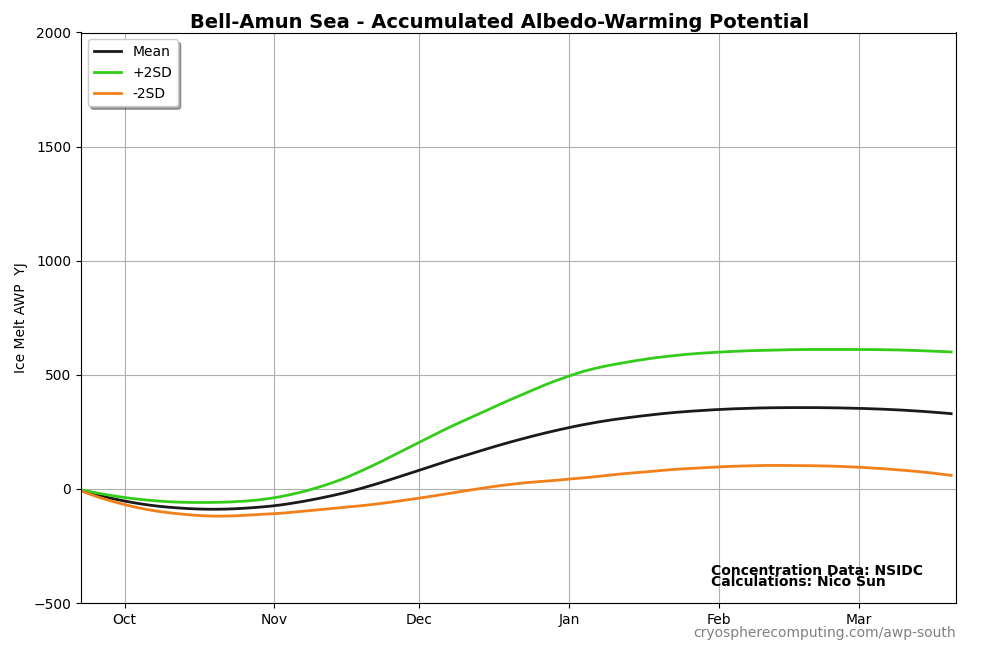 Bell-Amun Sea - Accumulated Albedo-Warming Potential
Mean
+2SD
-2SD
2000
1500
1000
500
0
−500
Ice Melt AWP  YJ
Concentration Data: NSIDC
Calculations: Nico Sun
Oct Nov Dec Jan Feb Mar
cryospherecomputing.com/awp-south